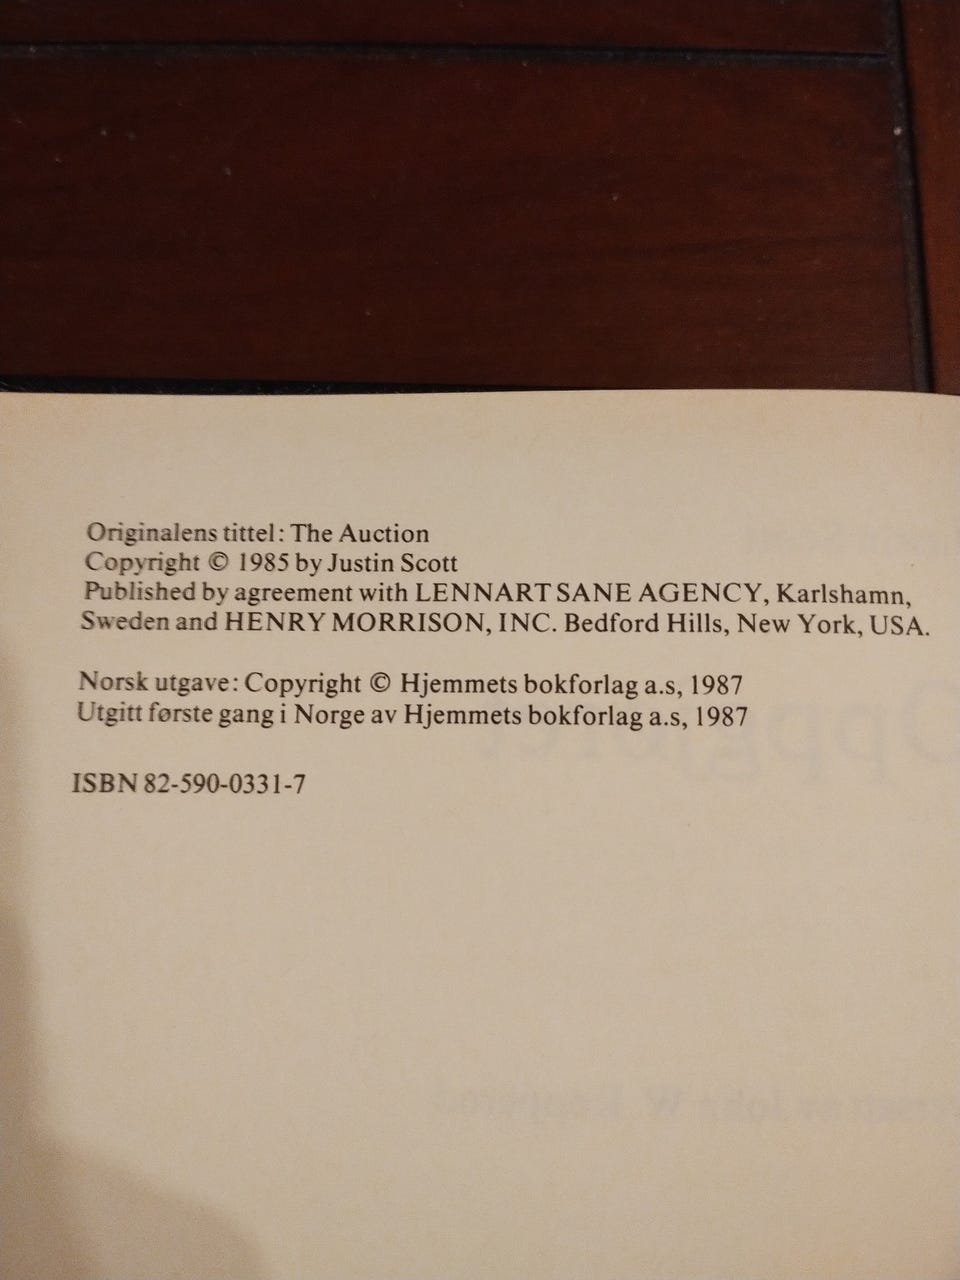 Originalens tittel: The Auction
Copyright © 1985 by Justin Scott
Published by agreement with LENNART SANE AGENCY, Karlshamn,
Sweden and HENRY MORRISON, INC. Bedford Hills, New York, USA.
Norsk utgave: Copyright © Hjemmets bokforlag a.s, 1987
Utgitt første gang i Norge av Hjemmets bokforlag a.s, 1987
ISBN 82-590-0331-7